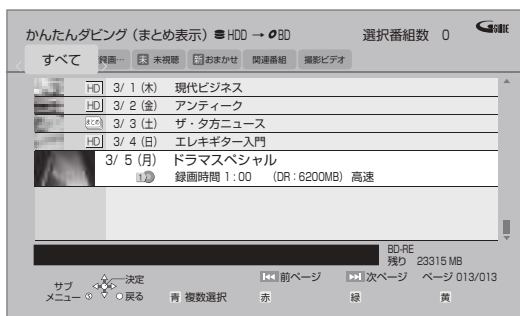 かんたんダビング（まとめ表示） HDD → BD 選択番組数 0 GGUIDE
すべて 録画… 未 未視聴 新 おまかせ 関連番組 撮影ビデオ
HD 3/ 1 (木) 現代ビジネス
HD 3/ 2 (金) アンティーク
まとめ 3/ 3 (土) ザ・夕方ニュース
HD 3/ 4 (日) エレキギター入門
3/ 5 (月) ドラマスペシャル
録画時間 1:00 (DR:6200MB) 高速
BD-RE
残り 23315 MB
前ページ 次ページ ページ 013/013
サブ メニュー 決定 戻る
青 複数選択 赤 緑 黄